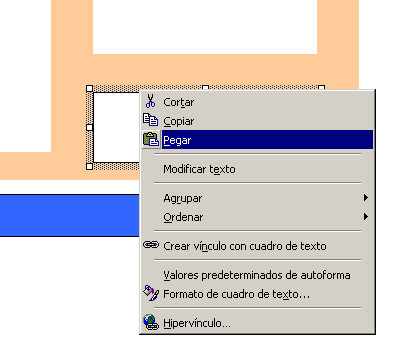 Cortar
Copiar
Pegar
Modificar texto
Agrupar
Ordenar
Crear vínculo con cuadro de texto
Valores predeterminados de autoforma
Formato de cuadro de texto...
Hipervínculo...